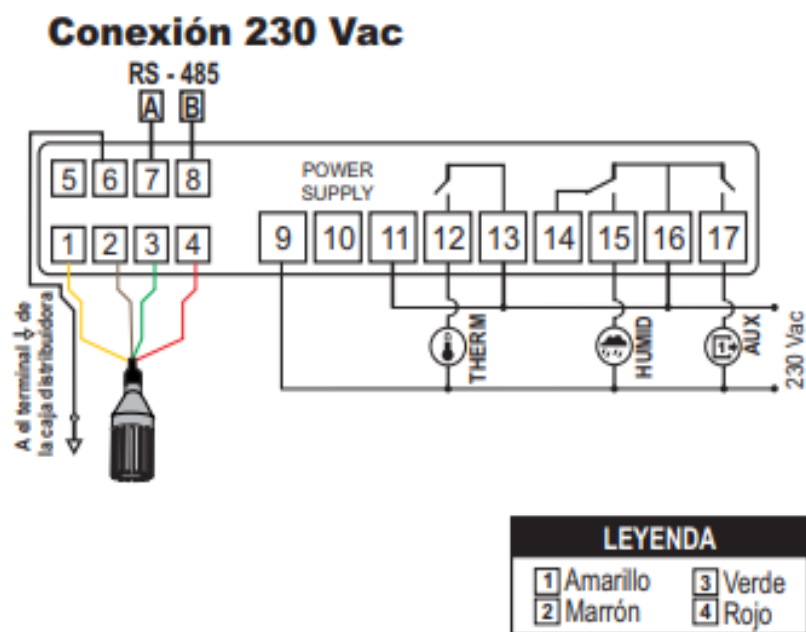 Conexión 230 Vac
RS - 485
A B
5 6 7 8
POWER
SUPPLY
1 2 3 4
9 10 11 12 13 14 15 16 17
THERM
HUMID
1
AUX
230 Vac
A el terminal ⏚ de
la caja distribuidora
LEYENDA
1 Amarillo 3 Verde
2 Marrón 4 Rojo